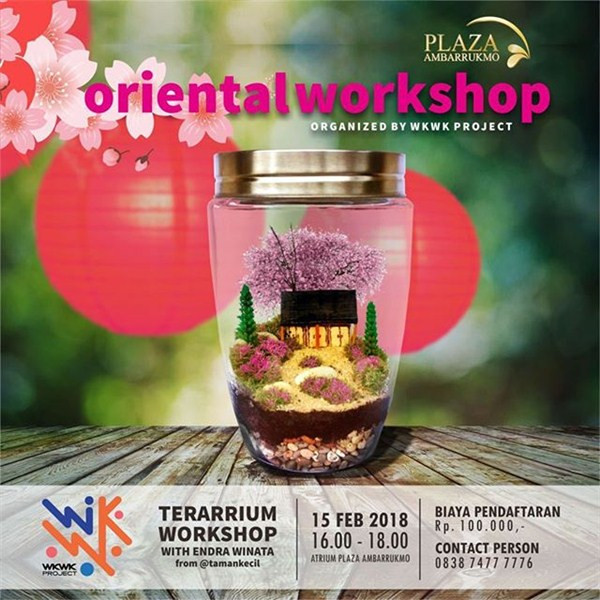 PLAZA
AMBARRUKMO
orientalworkshop
ORGANIZED BY WKWK PROJECT
WKWK
WKWK
PROJECT
TERARRIUM
WORKSHOP
WITH ENDRA WINATA
from @tamankecil
15 FEB 2018
16.00 - 18.00
ATRIUM PLAZA AMBARRUKMO
BIAYA PENDAFTARAN
Rp. 100.000,-
CONTACT PERSON
0838 7477 7776